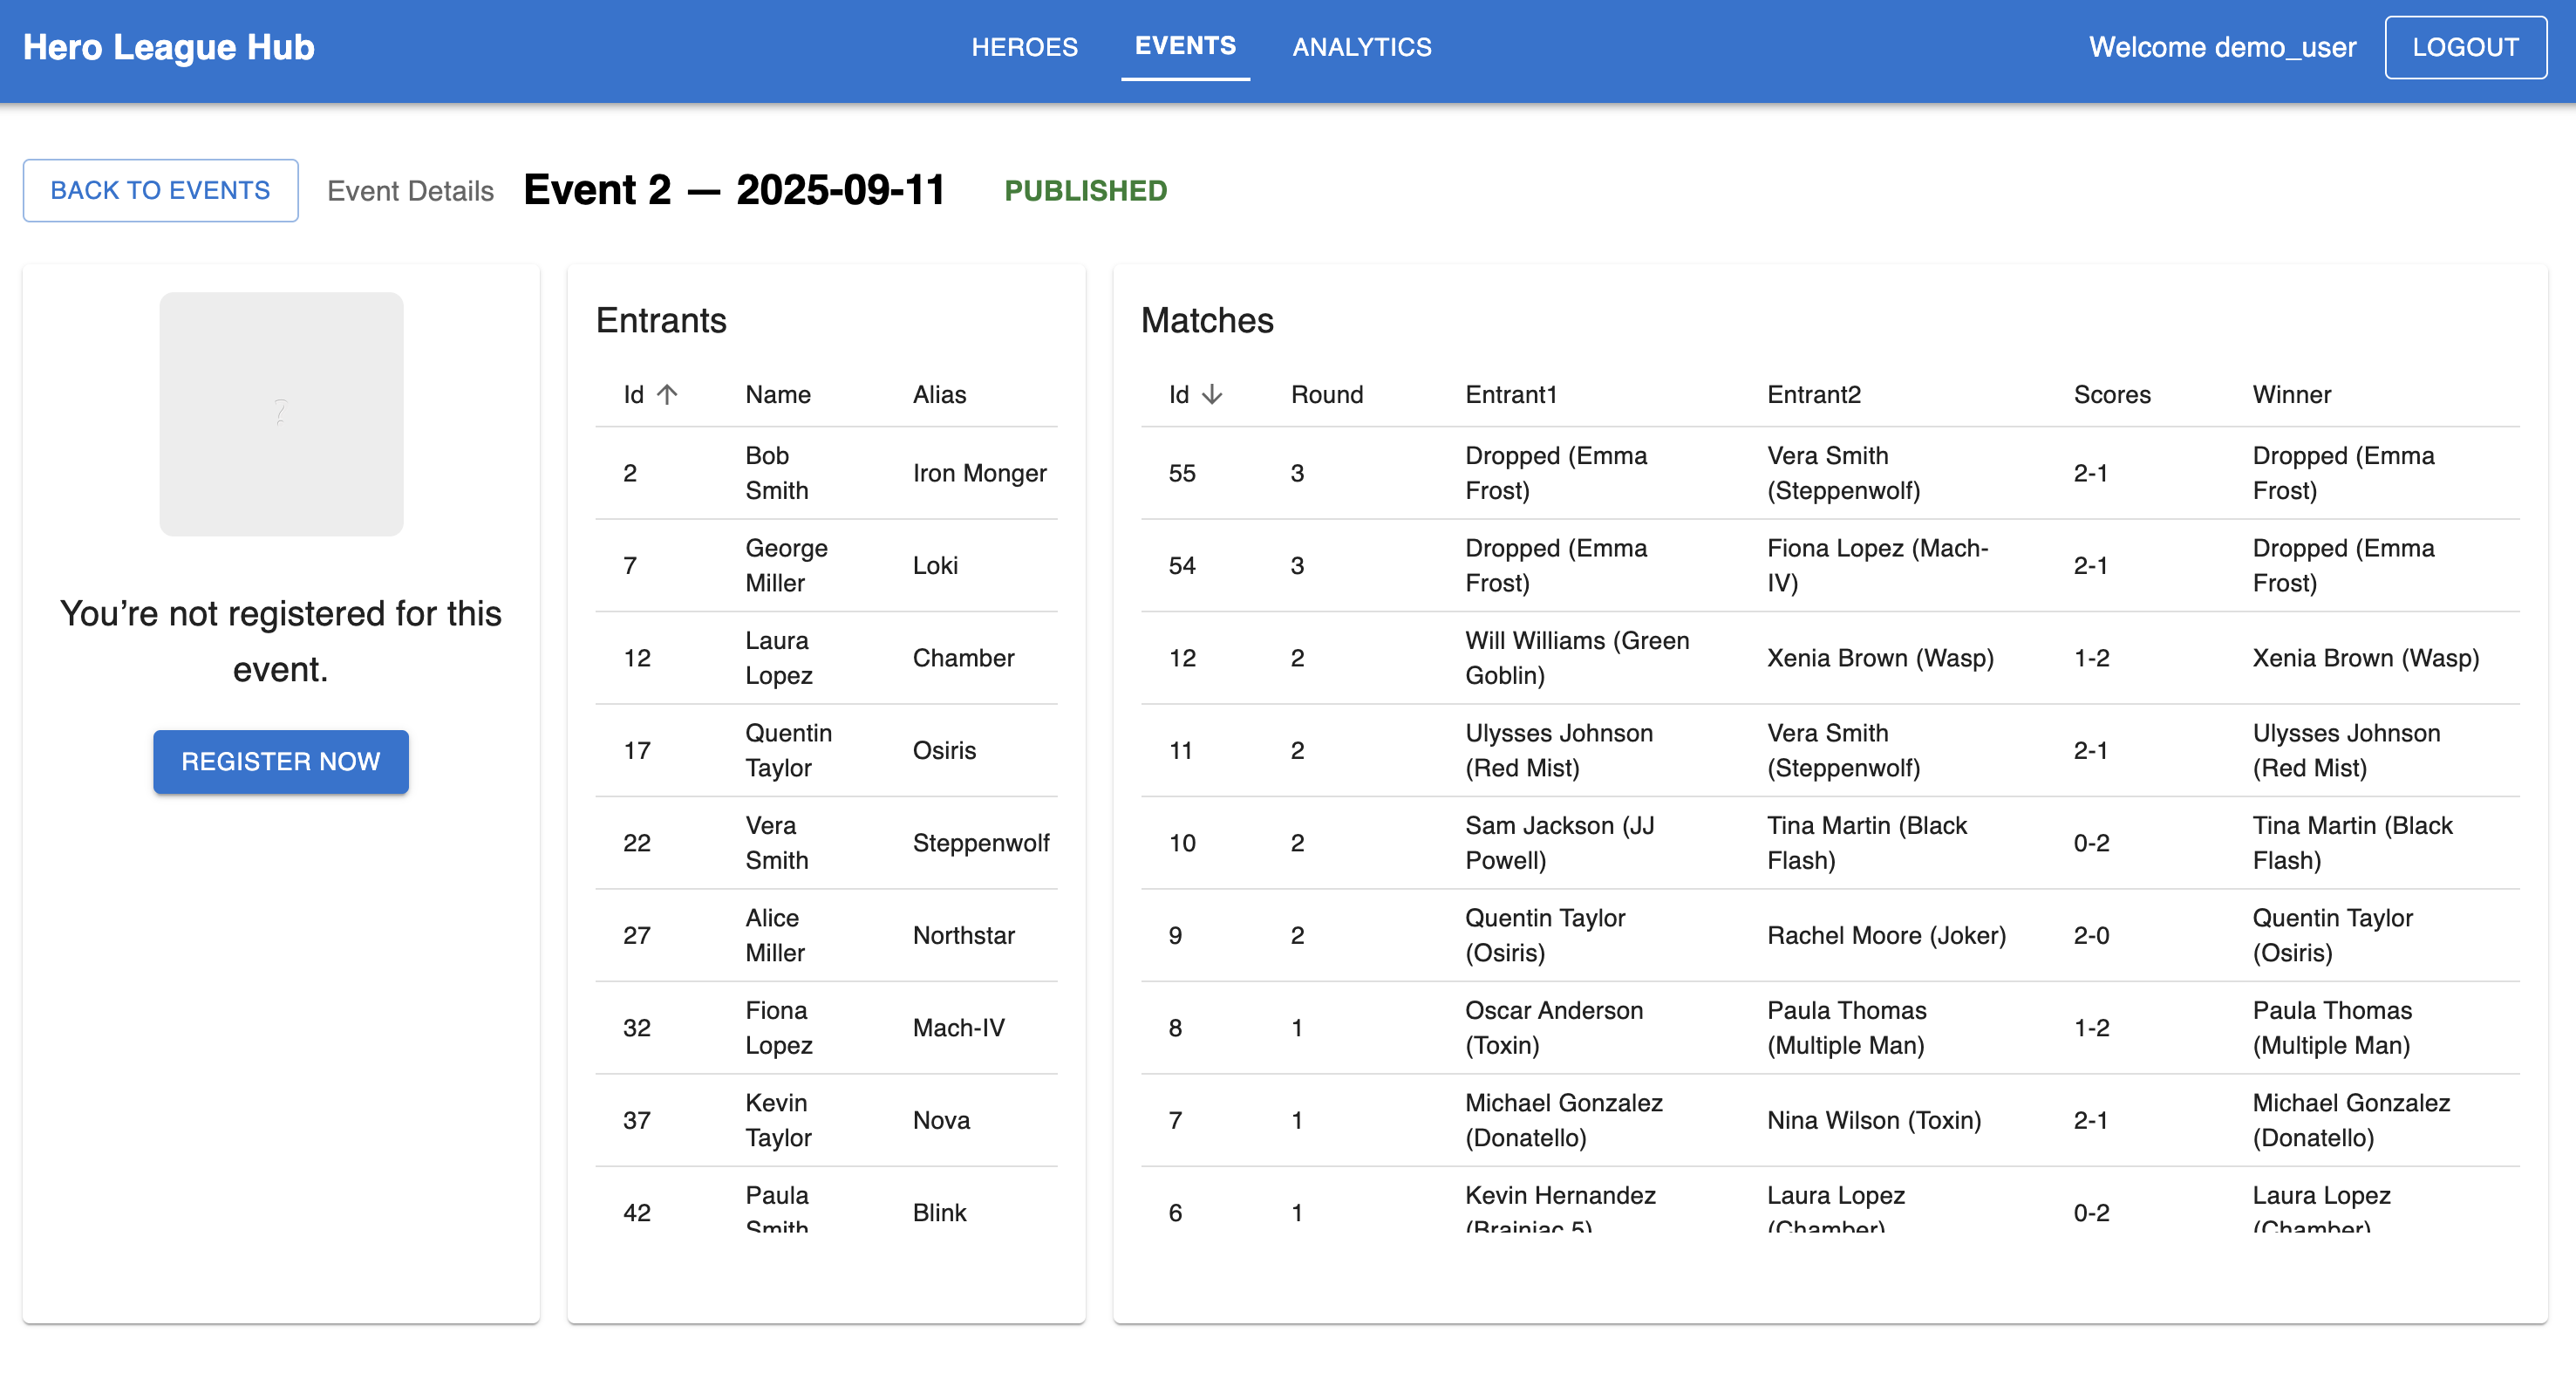 Hero League Hub
HEROES
EVENTS
ANALYTICS
Welcome demo_user
LOGOUT
BACK TO EVENTS
Event Details
Event 2 — 2025-09-11
PUBLISHED
?
You’re not registered for this
event.
REGISTER NOW
Entrants
Id ↑ Name Alias
2 Bob Smith Iron Monger
7 George Miller Loki
12 Laura Lopez Chamber
17 Quentin Taylor Osiris
22 Vera Smith Steppenwolf
27 Alice Miller Northstar
32 Fiona Lopez Mach-IV
37 Kevin Taylor Nova
42 Paula Smith Blink
Matches
Id ↓ Round Entrant1 Entrant2 Scores Winner
55 3 Dropped (Emma Frost) Vera Smith (Steppenwolf) 2-1 Dropped (Emma Frost)
54 3 Dropped (Emma Frost) Fiona Lopez (Mach-IV) 2-1 Dropped (Emma Frost)
12 2 Will Williams (Green Goblin) Xenia Brown (Wasp) 1-2 Xenia Brown (Wasp)
11 2 Ulysses Johnson (Red Mist) Vera Smith (Steppenwolf) 2-1 Ulysses Johnson (Red Mist)
10 2 Sam Jackson (JJ Powell) Tina Martin (Black Flash) 0-2 Tina Martin (Black Flash)
9 2 Quentin Taylor (Osiris) Rachel Moore (Joker) 2-0 Quentin Taylor (Osiris)
8 1 Oscar Anderson (Toxin) Paula Thomas (Multiple Man) 1-2 Paula Thomas (Multiple Man)
7 1 Michael Gonzalez (Donatello) Nina Wilson (Toxin) 2-1 Michael Gonzalez (Donatello)
6 1 Kevin Hernandez (Brainiac 5) Laura Lopez (Chamber) 0-2 Laura Lopez (Chamber)